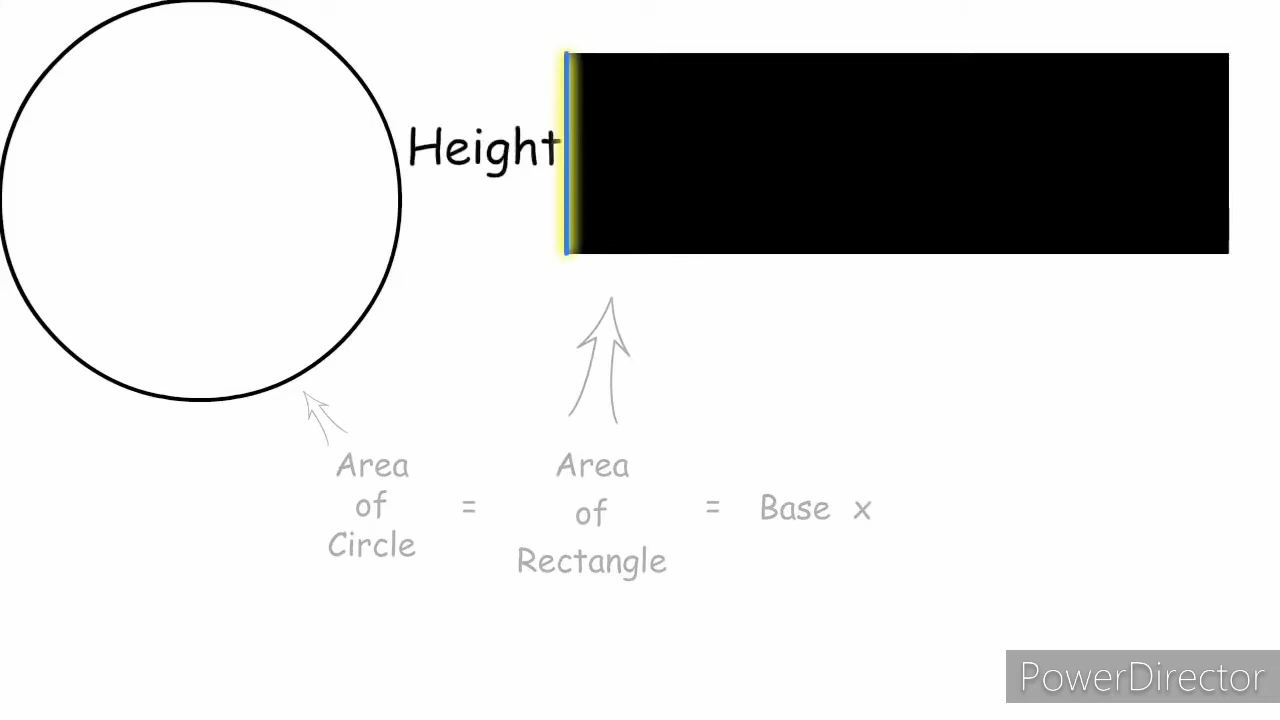 Height
Area
of
Circle
=
Area
of
Rectangle
= Base x
PowerDirector